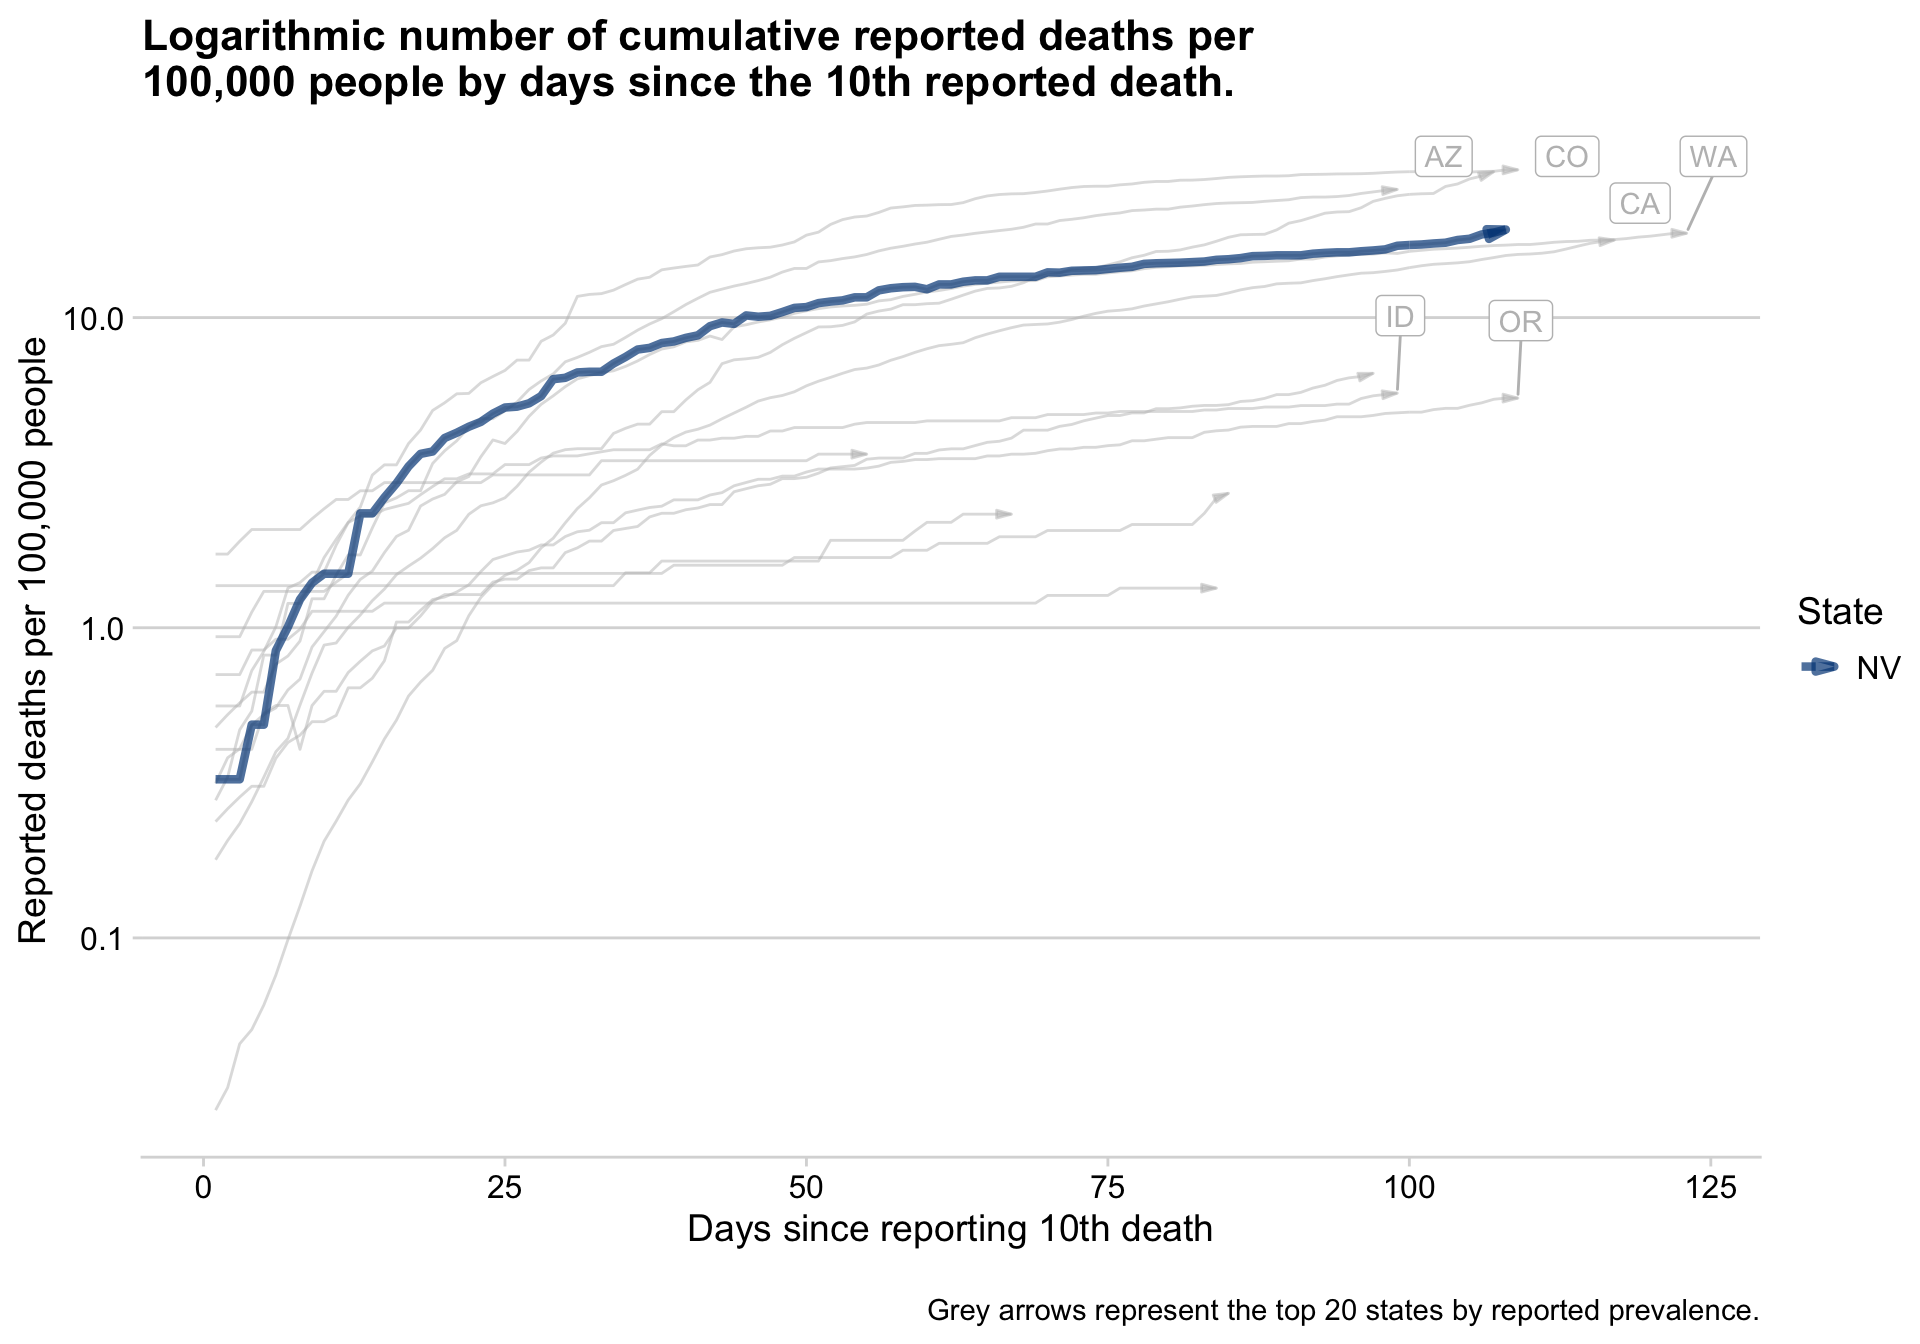 Logarithmic number of cumulative reported deaths per
100,000 people by days since the 10th reported death.
AZ
CO
WA
CA
ID
OR
10.0
1.0
0.1
Reported deaths per 100,000 people
0 25 50 75 100 125
Days since reporting 10th death
State
NV
Grey arrows represent the top 20 states by reported prevalence.